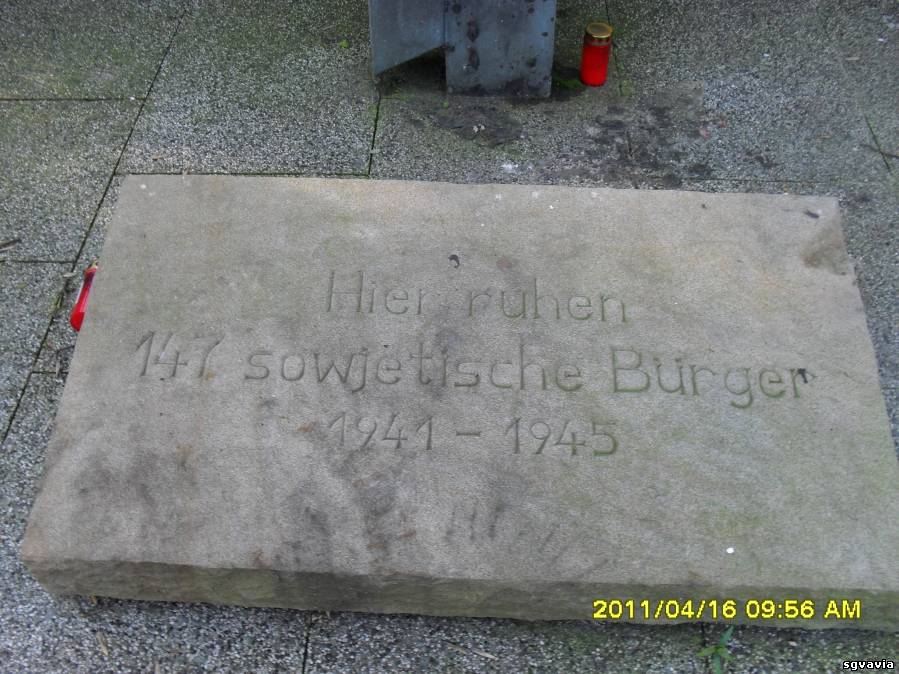 Hier ruhen
147 sowjetische Bürger
1941 – 1945
2011/04/16 09:56 AM
sgvavia